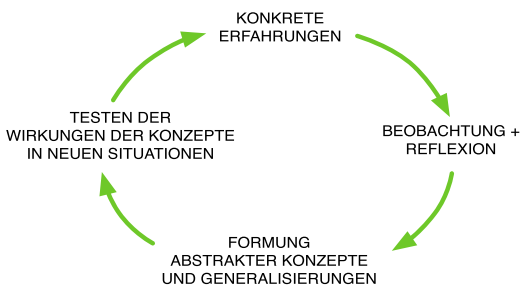 KONKRETE
ERFAHRUNGEN
BEOBACHTUNG +
REFLEXION
FORMUNG
ABSTRAKTER KONZEPTE
UND GENERALISIERUNGEN
TESTEN DER
WIRKUNGEN DER KONZEPTE
IN NEUEN SITUATIONEN